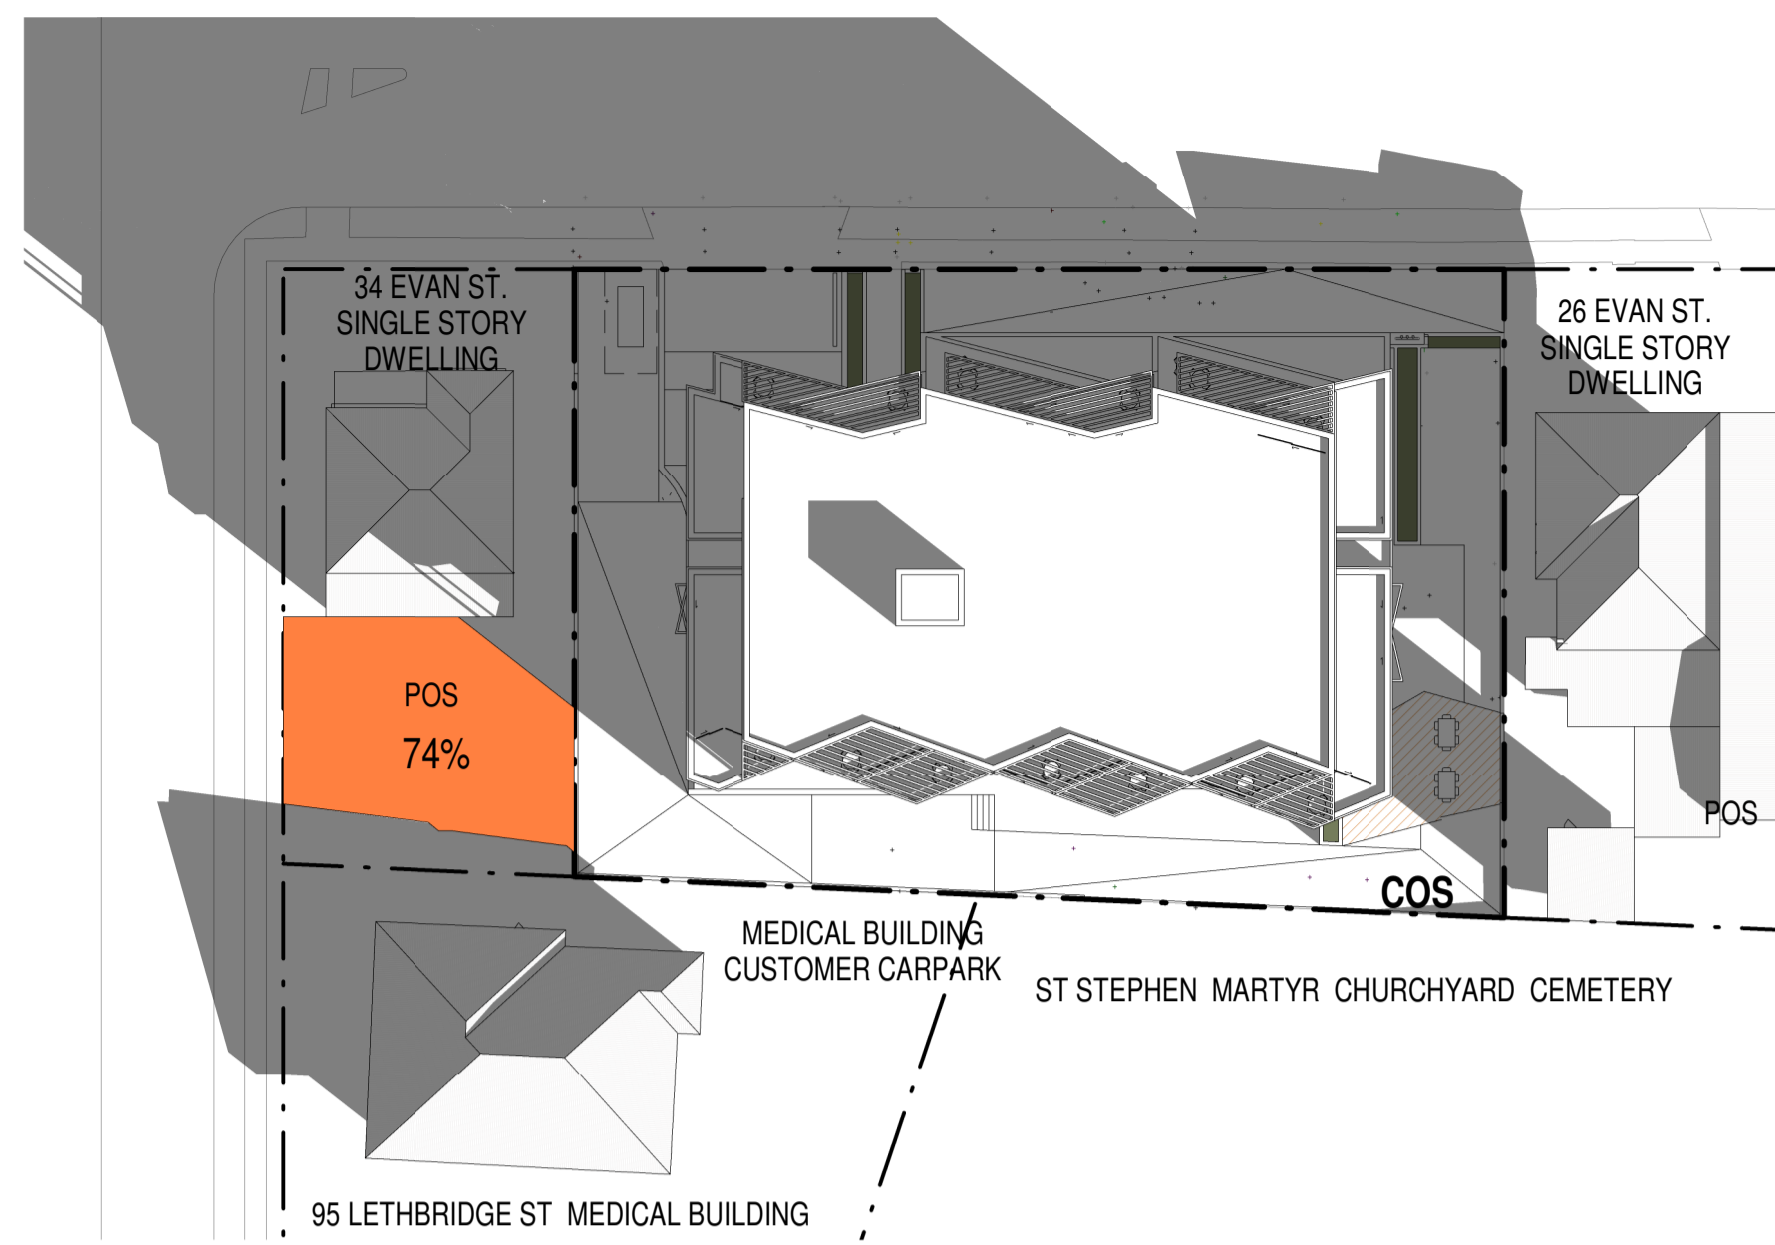 34 EVAN ST.
SINGLE STORY
DWELLING
26 EVAN ST.
SINGLE STORY
DWELLING
POS
74%
POS
COS
MEDICAL BUILDING
CUSTOMER CARPARK
ST STEPHEN MARTYR CHURCHYARD CEMETERY
95 LETHBRIDGE ST MEDICAL BUILDING